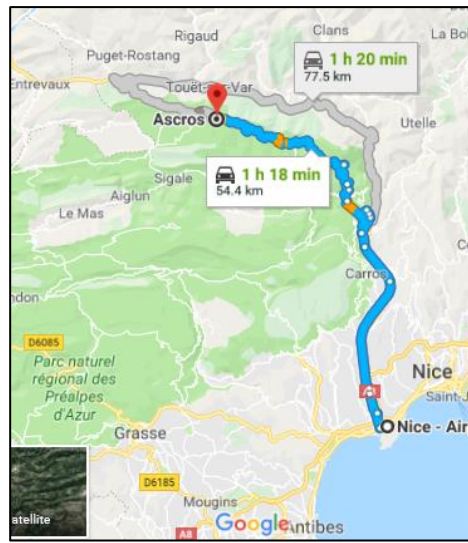 Rigaud
Clans
La Bol
Puget-Rostang
1 h 20 min
77.5 km
Entrevaux
Touët-sur-Var
Ascros
Utelle
1 h 18 min
54.4 km
Sigale
Aiglun
Le Mas
Carros
don
D6085
Parc naturel
régional des
Préalpes
d'Azur
Nice
Saint-J
Grasse
Nice - Air
D6185
Mougins
atellite
A8
Google
Antibes